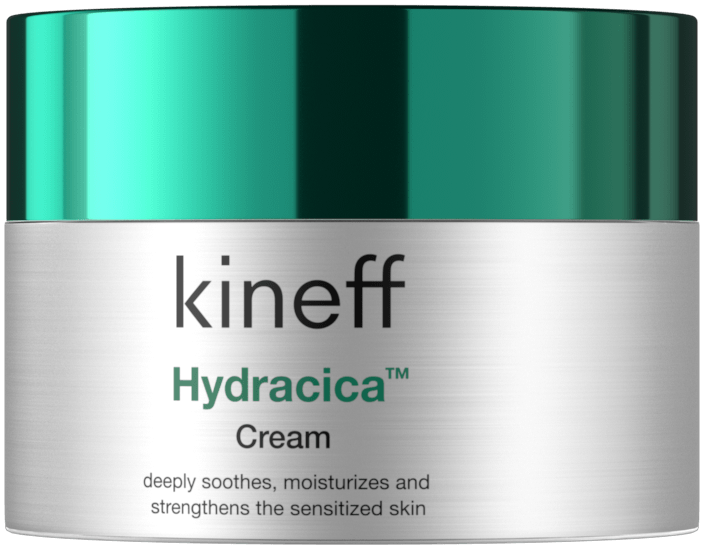 kineff
Hydracica™
Cream
deeply soothes, moisturizes and
strengthens the sensitized skin